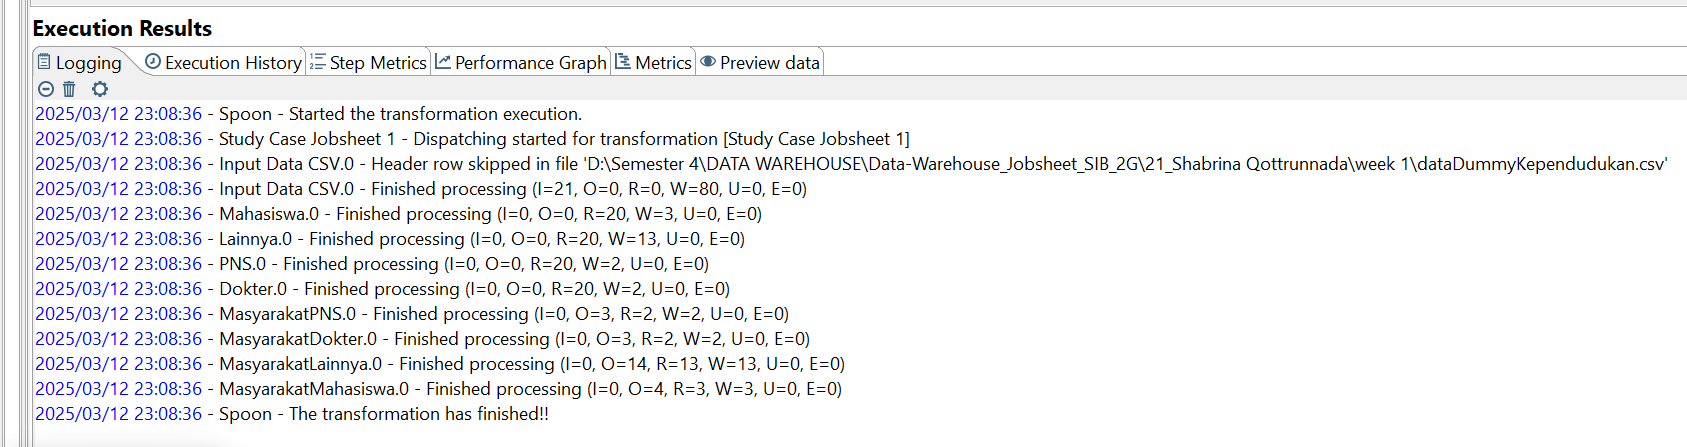 Execution Results
Logging Execution History Step Metrics Performance Graph Metrics Preview data
2025/03/12 23:08:36 - Spoon - Started the transformation execution.
2025/03/12 23:08:36 - Study Case Jobsheet 1 - Dispatching started for transformation [Study Case Jobsheet 1]
2025/03/12 23:08:36 - Input Data CSV.0 - Header row skipped in file 'D:\Semester 4\DATA WAREHOUSE\Data-Warehouse_Jobsheet_SIB_2G\21_Shabrina Qottrunnada\week 1\dataDummyKependudukan.csv'
2025/03/12 23:08:36 - Input Data CSV.0 - Finished processing (I=21, O=0, R=0, W=80, U=0, E=0)
2025/03/12 23:08:36 - Mahasiswa.0 - Finished processing (I=0, O=0, R=20, W=3, U=0, E=0)
2025/03/12 23:08:36 - Lainnya.0 - Finished processing (I=0, O=0, R=20, W=13, U=0, E=0)
2025/03/12 23:08:36 - PNS.0 - Finished processing (I=0, O=0, R=20, W=2, U=0, E=0)
2025/03/12 23:08:36 - Dokter.0 - Finished processing (I=0, O=0, R=20, W=2, U=0, E=0)
2025/03/12 23:08:36 - MasyarakatPNS.0 - Finished processing (I=0, O=3, R=2, W=2, U=0, E=0)
2025/03/12 23:08:36 - MasyarakatDokter.0 - Finished processing (I=0, O=3, R=2, W=2, U=0, E=0)
2025/03/12 23:08:36 - MasyarakatLainnya.0 - Finished processing (I=0, O=14, R=13, W=13, U=0, E=0)
2025/03/12 23:08:36 - MasyarakatMahasiswa.0 - Finished processing (I=0, O=4, R=3, W=3, U=0, E=0)
2025/03/12 23:08:36 - Spoon - The transformation has finished!!